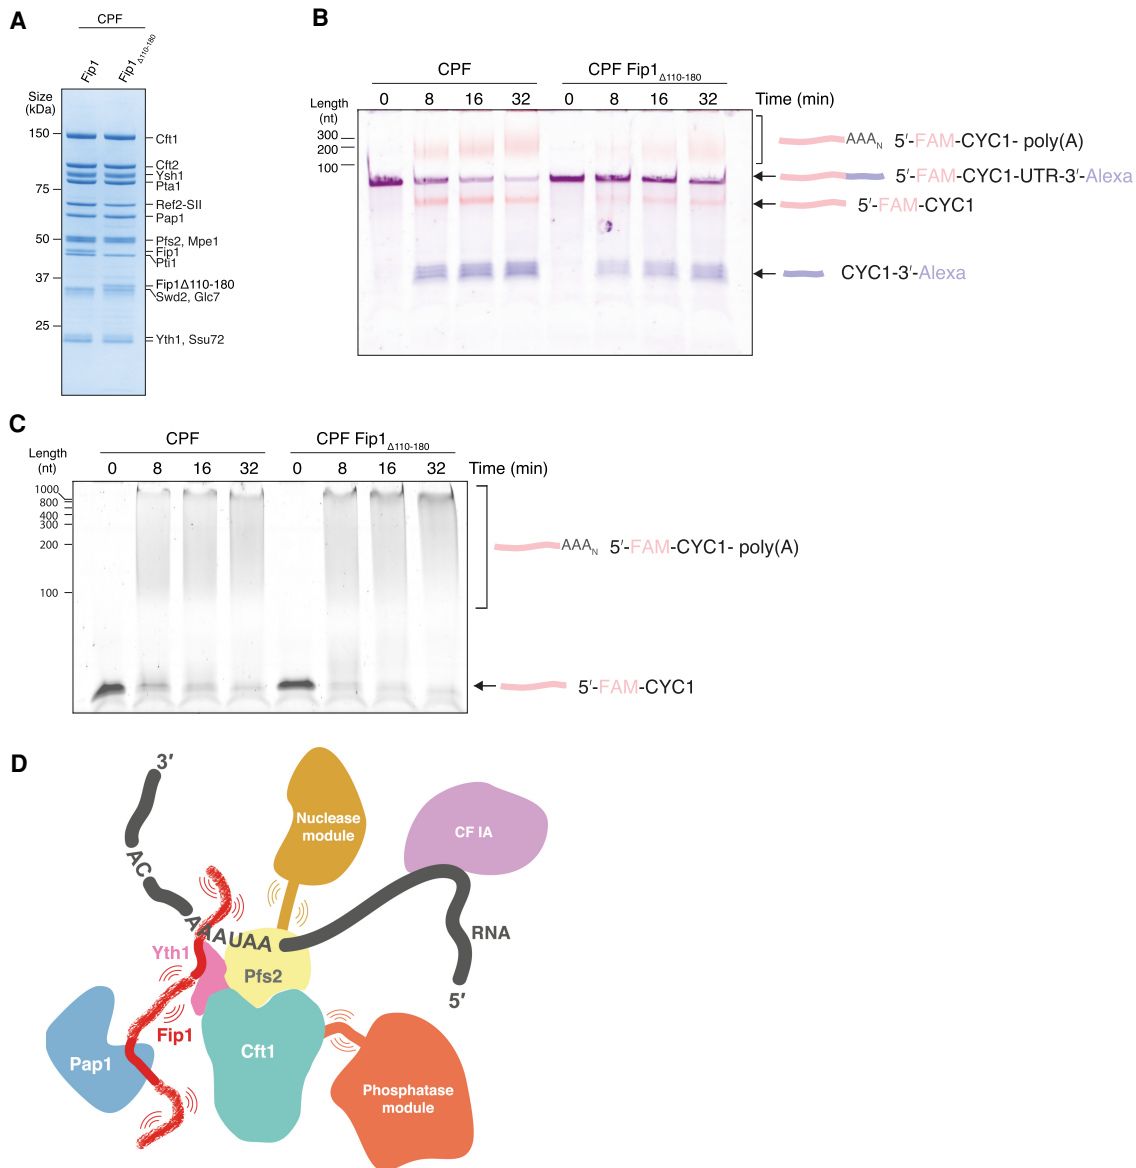 A
CPF
Fip1
Fip1Δ110-180
Size
(kDa)
150
75
50
37
25
Cft1
Cft2
Ysh1
Pta1
Ref2-SII
Pap1
Pfs2, Mpe1
Fip1
Pti1
Fip1Δ110-180
Swd2, Glc7
Yth1, Ssu72
B
CPF
CPF Fip1Δ110-180
Length
(nt)
0 8 16 32 0 8 16 32 Time (min)
300
200
100
AAAN 5′-FAM-CYC1- poly(A)
5′-FAM-CYC1-UTR-3′-Alexa
5′-FAM-CYC1
CYC1-3′-Alexa
C
CPF
CPF Fip1Δ110-180
Length
(nt)
0 8 16 32 0 8 16 32 Time (min)
1000
800
400
300
200
100
AAAN 5′-FAM-CYC1- poly(A)
5′-FAM-CYC1
D
3′
AC
AAAUAA
Nuclease
module
CF IA
RNA
5′
Yth1
Pfs2
Fip1
Pap1
Cft1
Phosphatase
module